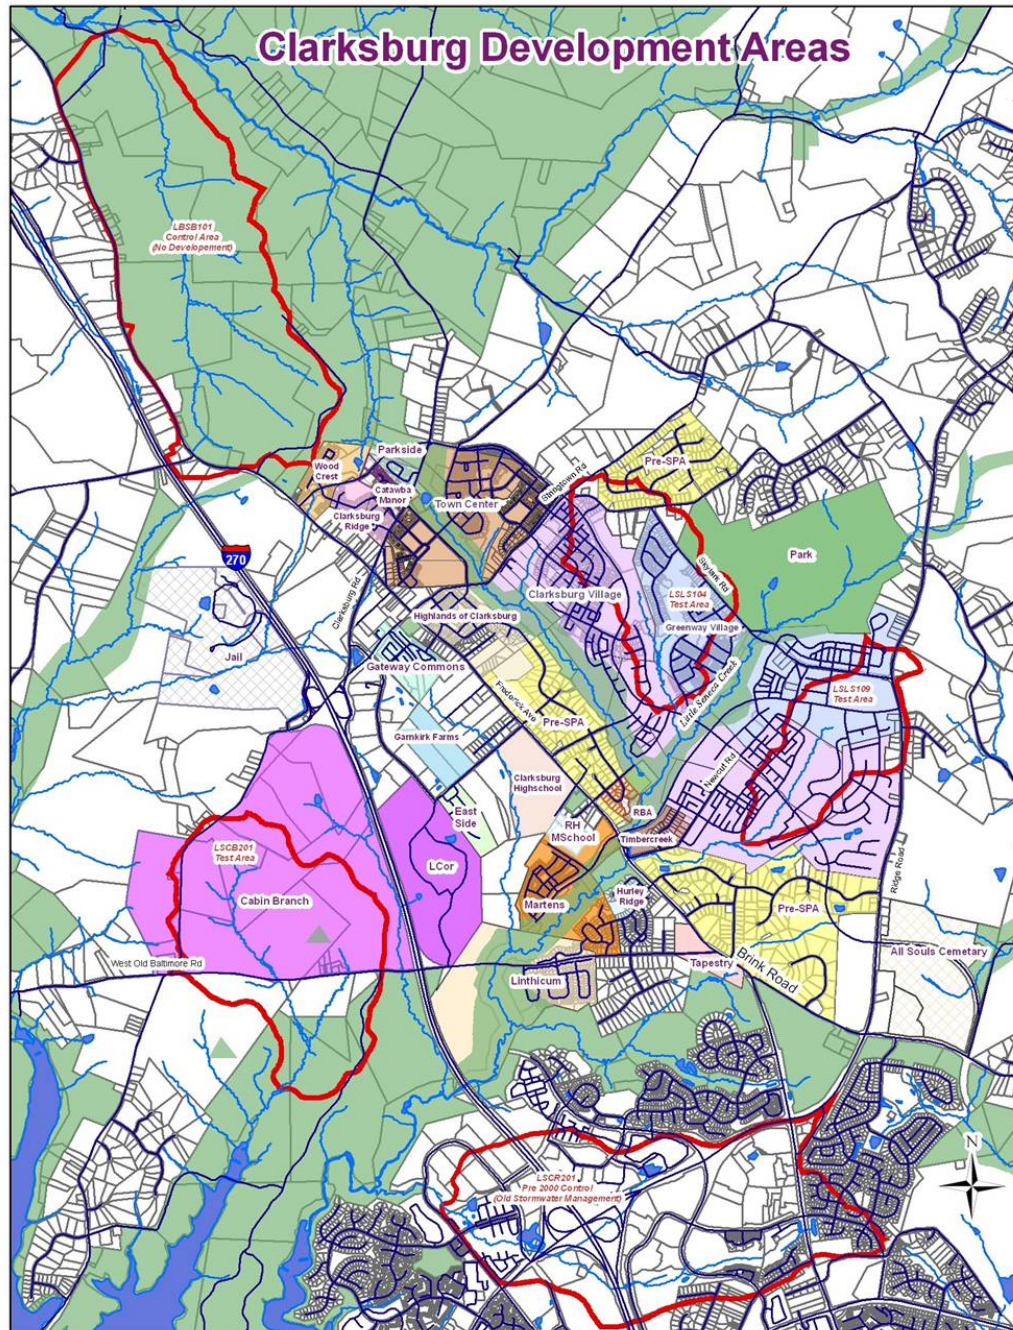 Clarksburg Development Areas
LBSB101
Control Area
(No Developement)
Parkside
Wood
Crest
Catawba
Manor
Clarksburg
Ridge
Town Center
Stringtown Rd
Pre-SPA
Park
Skylark Rd
270
Clarksburg Rd
Clarksburg Village
LSLS104
Test Area
Greenway Village
Highlands of Clarksburg
Jail
Gateway Commons
Little Seneca Creek
LSLS109
Test Area
Frederick Ave
Pre-SPA
Garnkirk Farms
Newcut Rd
Clarksburg
Highschool
East
Side
RBA
RH
MSchool
Timbercreek
LSCB201
Test Area
LCor
Ridge Road
Cabin Branch
Martens
Hurley
Ridge
Pre-SPA
West Old Baltimore Rd
Linthicum
Tapestry
Brink Road
All Souls Cemetary
LSCR201
Pre 2000 Control
(Old Stormwater Management)
N